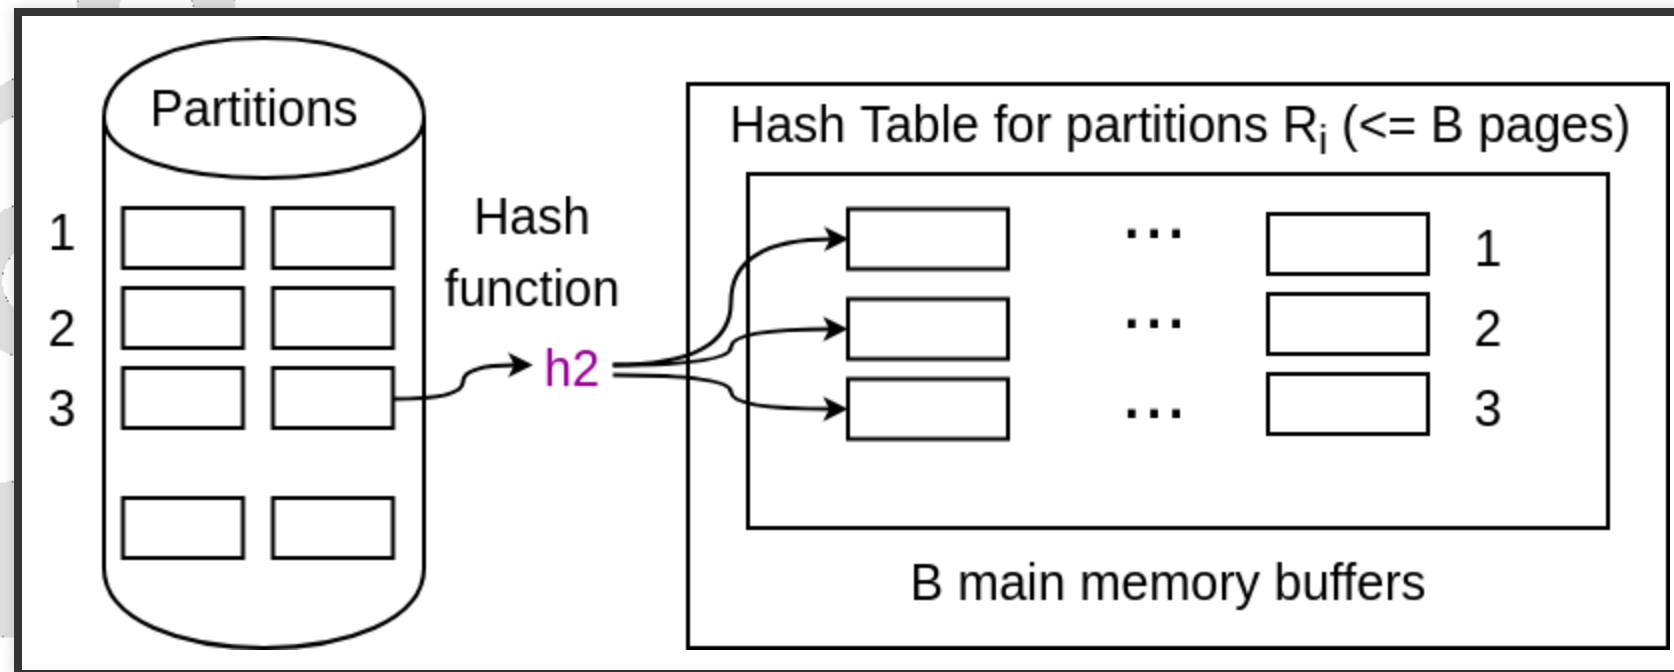 Partitions
1
2
3
Hash
function
h2
Hash Table for partitions Ri (<= B pages)
... 1
... 2
... 3
B main memory buffers